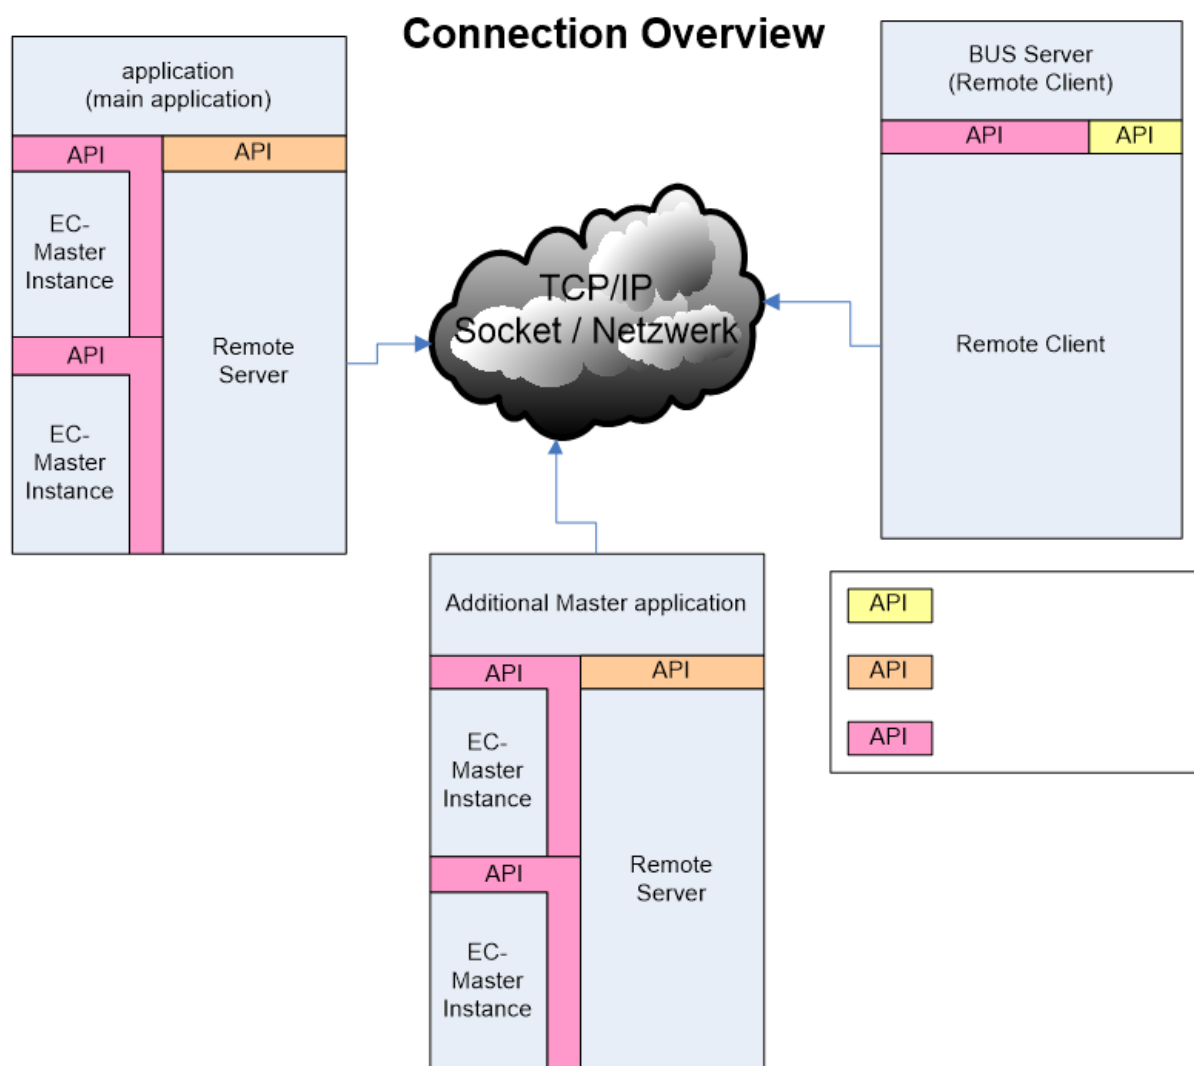 Connection Overview
application
(main application)
API
API
EC-
Master
Instance
API
EC-
Master
Instance
Remote
Server
TCP/IP
Socket / Netzwerk
BUS Server
(Remote Client)
API
API
Remote Client
Additional Master application
API
API
EC-
Master
Instance
API
EC-
Master
Instance
Remote
Server
API
API
API